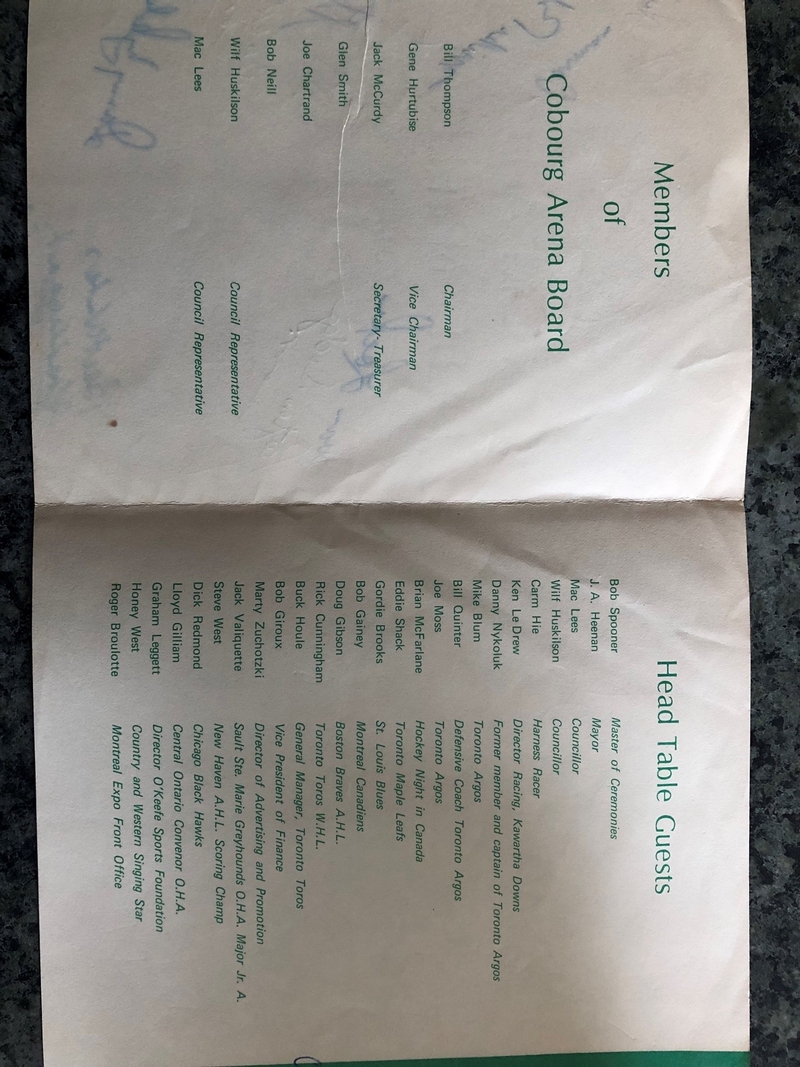 Members
of
Cobourg Arena Board
Bill Thompson Chairman
Gene Hurtubise Vice Chairman
Jack McCurdy Secretary-Treasurer
Glen Smith
Joe Chartrand
Bob Neill
Wilf Huskilson Council Representative
Mac Lees Council Representative
Head Table Guests
Bob Spooner Master of Ceremonies
J. A. Heenan Mayor
Mac Lees Councillor
Wilf Huskilson Councillor
Carm Hie Harness Racer
Ken Le Drew Director Racing, Kawartha Downs
Danny Nykoluk Former member and captain of Toronto Argos
Mike Blum Toronto Argos
Bill Quinter Defensive Coach Toronto Argos
Joe Moss Toronto Argos
Brian McFarlane Hockey Night in Canada
Eddie Shack Toronto Maple Leafs
Gordie Brooks St. Louis Blues
Bob Gainey Montreal Canadiens
Doug Gibson Boston Braves A.H.L.
Rick Cunningham Toronto Toros W.H.L.
Buck Houle General Manager, Toronto Toros
Bob Giroux Vice President of Finance
Marty Zuchotzki Director of Advertising and Promotion
Jack Valiquette Sault Ste. Marie Greyhounds O.H.A. Major Jr. A.
Steve West New Haven A.H.L. Scoring Champ
Dick Redmond Chicago Black Hawks
Lloyd Gilliam Central Ontario Convenor O.H.A.
Graham Leggett Director O'Keefe Sports Foundation
Honey West Country and Western Singing Star
Roger Broulotte Montreal Expo Front Office